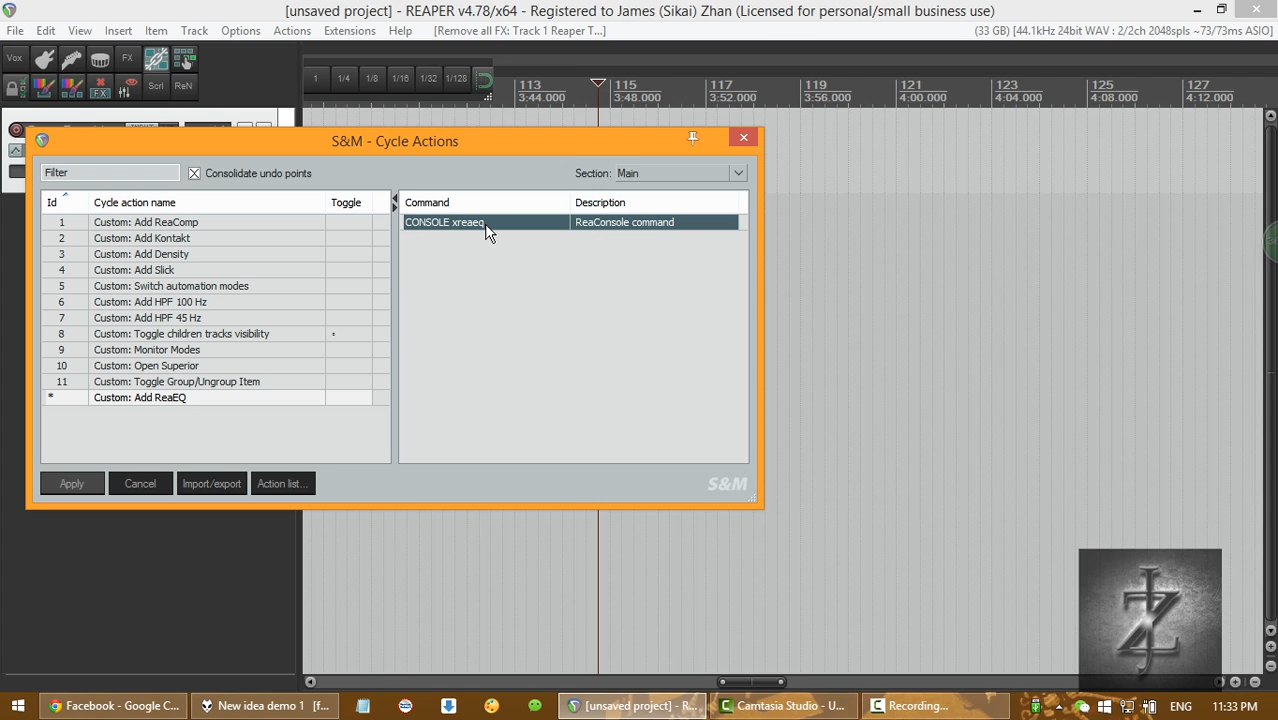 [unsaved project] - REAPER v4.78/x64 - Registered to James (Sikai) Zhan (Licensed for personal/small business use)
File Edit View Insert Item Track Options Actions Extensions Help [Remove all FX: Track 1 Reaper T...] (33 GB) [44.1kHz 24bit WAV : 2/2ch 2048spls ~73/73ms ASIO]
Vox FX
FX Scrl ReN
1 1/4 1/8 1/16 1/32 1/128
113 115 117 119 121 123 125 127
3:44.000 3:48.000 3:52.000 3:56.000 4:00.000 4:04.000 4:08.000 4:12.000
INPUT
S&M - Cycle Actions
Filter Consolidate undo points Section: Main
Id Cycle action name Toggle Command Description
1 Custom: Add ReaComp CONSOLE xreaeq ReaConsole command
2 Custom: Add Kontakt
3 Custom: Add Density
4 Custom: Add Slick
5 Custom: Switch automation modes
6 Custom: Add HPF 100 Hz
7 Custom: Add HPF 45 Hz
8 Custom: Toggle children tracks visibility
9 Custom: Monitor Modes
10 Custom: Open Superior
11 Custom: Toggle Group/Ungroup Item
* Custom: Add ReaEQ
Apply Cancel Import/export Action list... S&M
Facebook - Google C... New idea demo 1 [f... [unsaved project] - R... Camtasia Studio - U... Recording... ENG 11:33 PM